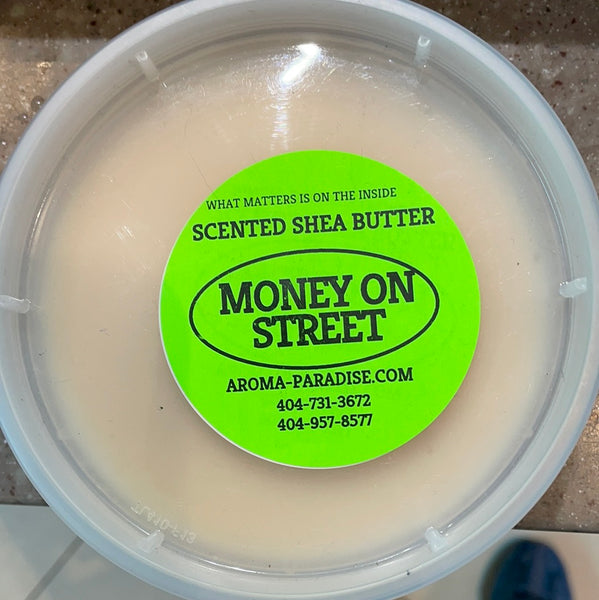 WHAT MATTERS IS ON THE INSIDE
SCENTED SHEA BUTTER
MONEY ON
STREET
AROMA-PARADISE.COM
404-731-3672
404-957-8577